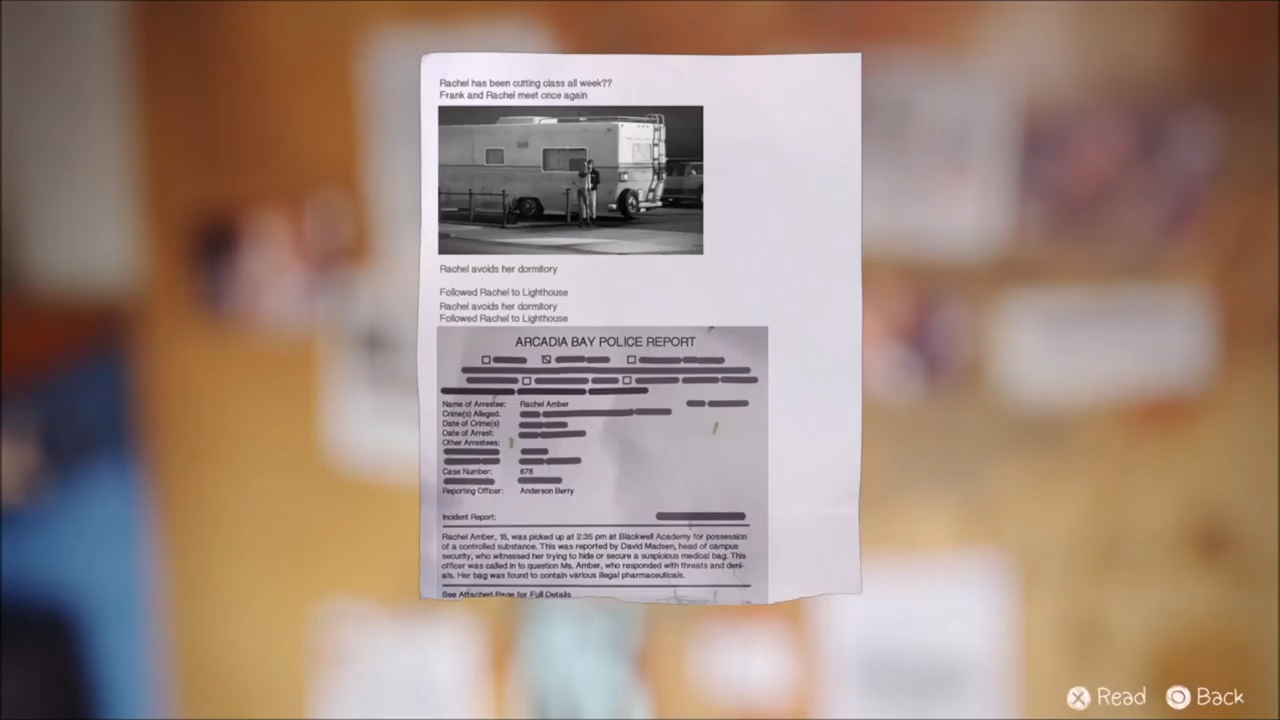 Rachel has been cutting class all week??
Frank and Rachel meet once again
Rachel avoids her dormitory
Followed Rachel to Lighthouse
Rachel avoids her dormitory
Followed Rachel to Lighthouse
ARCADIA BAY POLICE REPORT
Name of Arrestee: Rachel Amber
Crime(s) Alleged:
Date of Crime(s)
Date of Arrest:
Other Arrestees:
Case Number: 678
Reporting Officer: Anderson Berry
Incident Report:
Rachel Amber, 18, was picked up at 2:35 pm at Blackwell Academy for possession
of a controlled substance. This was reported by David Madsen, head of campus
security, who witnessed her trying to hide or secure a suspicious medical bag. This
officer was called in to question Ms. Amber, who responded with threats and deni-
als. Her bag was found to contain various illegal pharmaceuticals.
See Attached Page for Full Details
Read Back